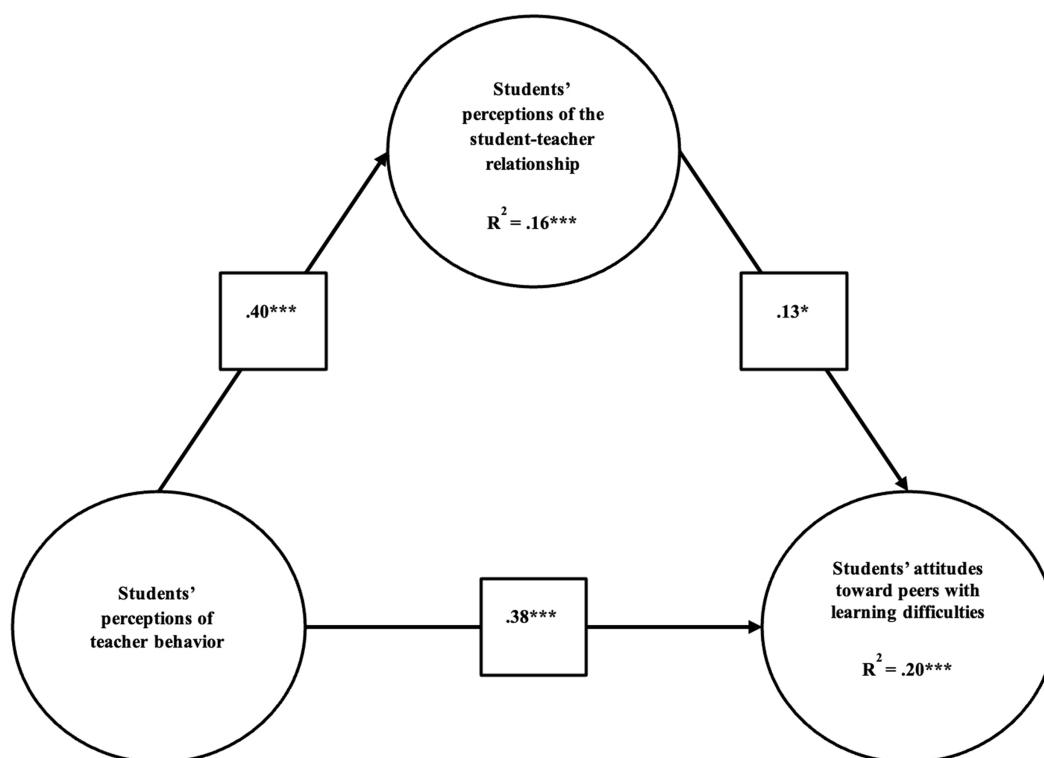 Students’
perceptions of the
student-teacher
relationship
R² = .16***
.40***
.13*
Students’
perceptions of
teacher behavior
.38***
Students’ attitudes
toward peers with
learning difficulties
R² = .20***